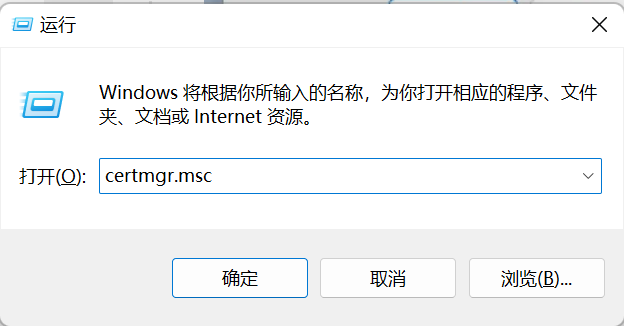 运行
Windows 将根据你所输入的名称，为你打开相应的程序、文件
夹、文档或 Internet 资源。
打开(O):
certmgr.msc
确定
取消
浏览(B)...